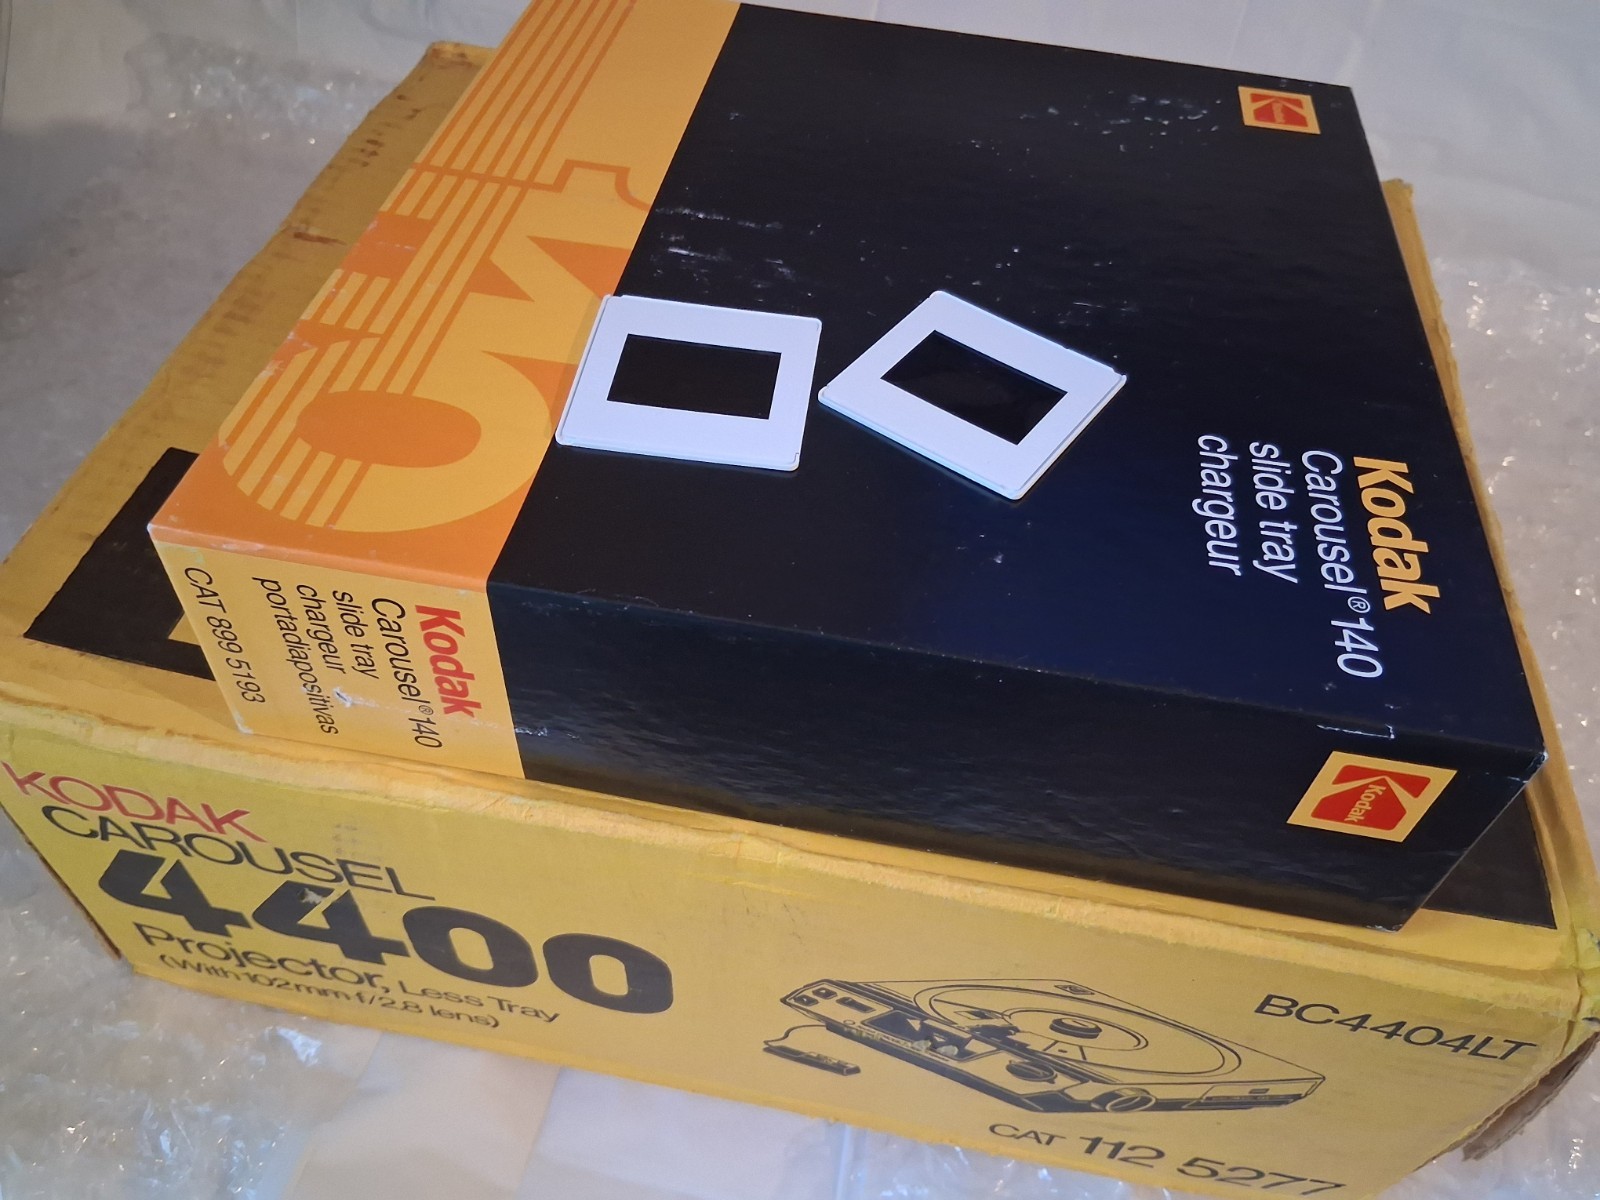 Kodak
Kodak
Carousel® 140
slide tray
chargeur
Kodak
Carousel® 140
slide tray
chargeur
portadiapositivas
CAT 899 5193
Kodak
KODAK
CAROUSEL
4400
Projector, Less Tray
(With 102mm f/2.8 lens)
BC4404LT
CAT 112 5277